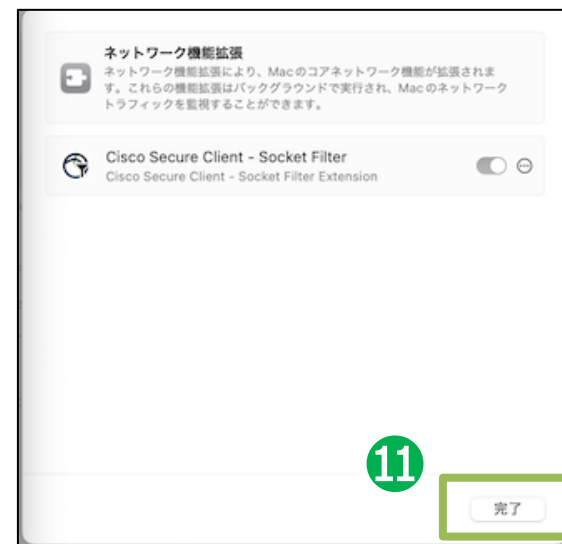 ネットワーク機能拡張
ネットワーク機能拡張により、Macのコアネットワーク機能が拡張されま
す。これらの機能拡張はバックグラウンドで実行され、Macのネットワーク
トラフィックを監視することができます。
Cisco Secure Client - Socket Filter
Cisco Secure Client - Socket Filter Extension
11
完了